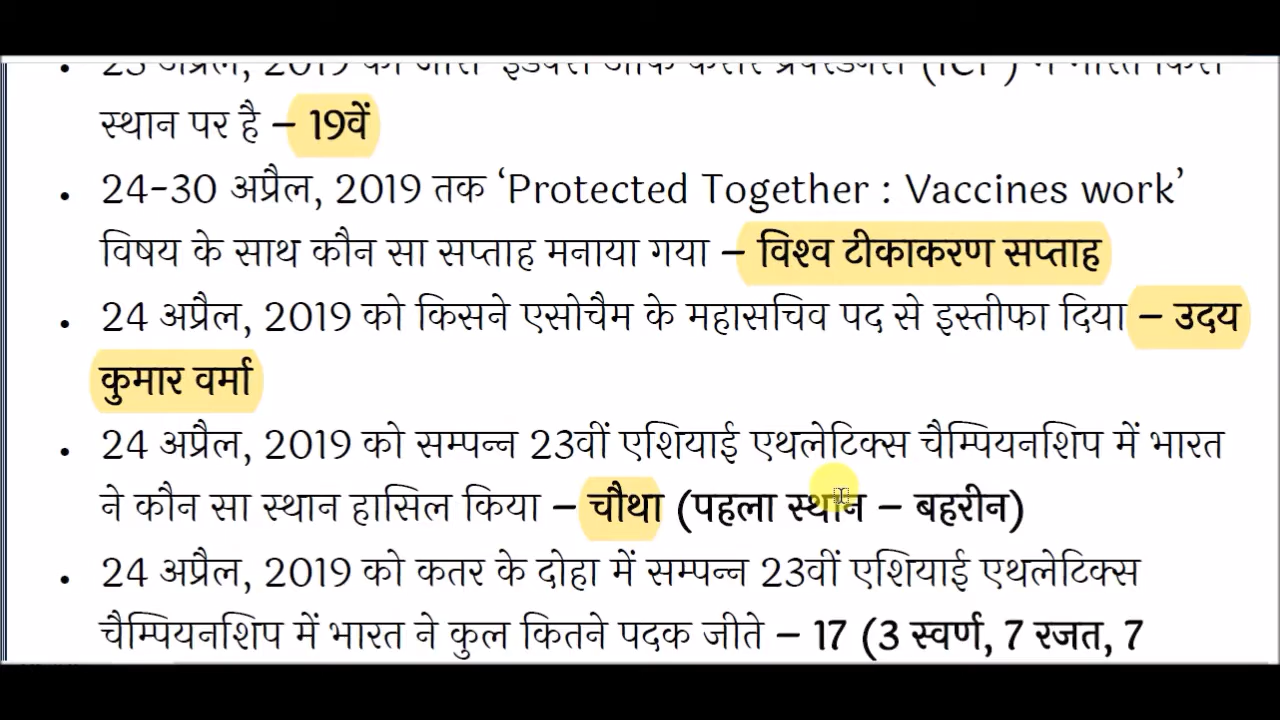 स्थान पर है – 19वें
• 24-30 अप्रैल, 2019 तक ‘Protected Together : Vaccines work’
विषय के साथ कौन सा सप्ताह मनाया गया – विश्व टीकाकरण सप्ताह
• 24 अप्रैल, 2019 को किसने एसोचैम के महासचिव पद से इस्तीफा दिया – उदय
कुमार वर्मा
• 24 अप्रैल, 2019 को सम्पन्न 23वीं एशियाई एथलेटिक्स चैम्पियनशिप में भारत
ने कौन सा स्थान हासिल किया – चौथा (पहला स्थान – बहरीन)
• 24 अप्रैल, 2019 को कतर के दोहा में सम्पन्न 23वीं एशियाई एथलेटिक्स
चैम्पियनशिप में भारत ने कुल कितने पदक जीते – 17 (3 स्वर्ण, 7 रजत, 7